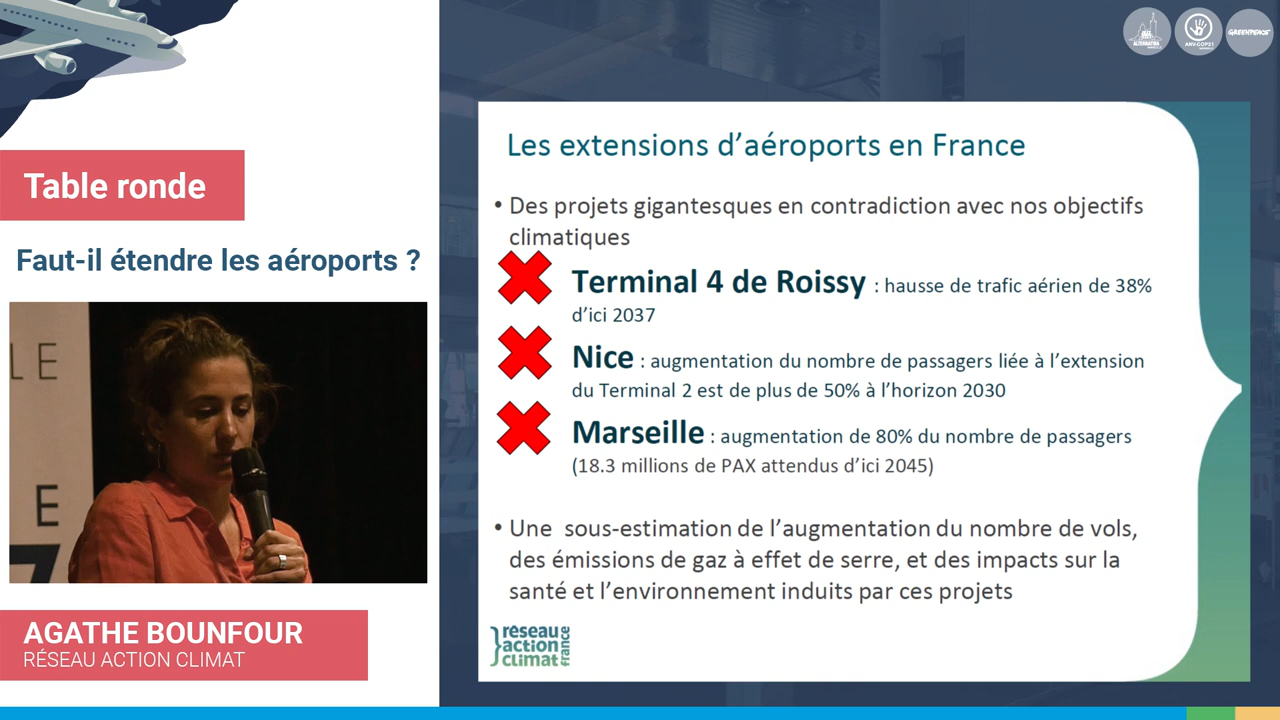 ALTERNATIBA
ANV-COP21
GREENPEACE
Table ronde
Faut-il étendre les aéroports ?
LE
E
7
AGATHE BOUNFOUR
RÉSEAU ACTION CLIMAT
Les extensions d’aéroports en France
• Des projets gigantesques en contradiction avec nos objectifs
climatiques
Terminal 4 de Roissy : hausse de trafic aérien de 38%
d’ici 2037
Nice : augmentation du nombre de passagers liée à l’extension
du Terminal 2 est de plus de 50% à l’horizon 2030
Marseille : augmentation de 80% du nombre de passagers
(18.3 millions de PAX attendus d’ici 2045)
• Une sous-estimation de l’augmentation du nombre de vols,
des émissions de gaz à effet de serre, et des impacts sur la
santé et l’environnement induits par ces projets
réseau
action
climat
france